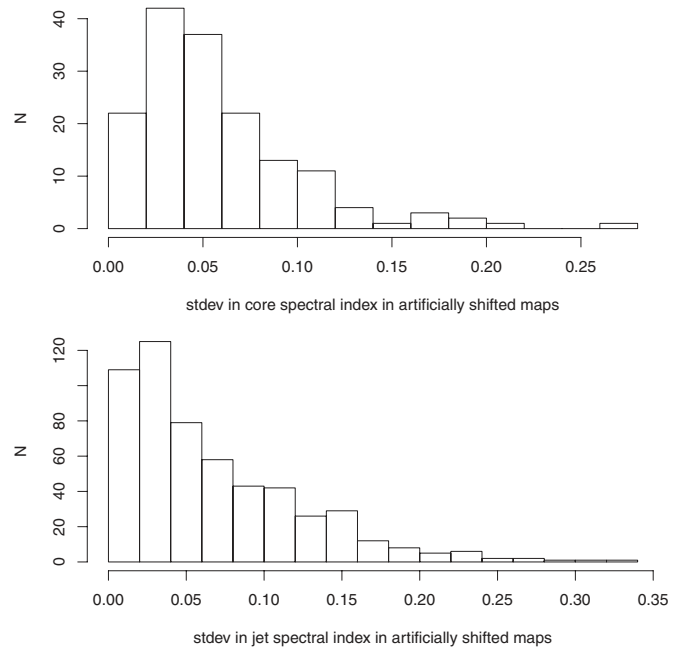 40
30
20
10
0
N
0.00 0.05 0.10 0.15 0.20 0.25
stdev in core spectral index in artificially shifted maps
120
80
60
40
20
0
N
0.00 0.05 0.10 0.15 0.20 0.25 0.30 0.35
stdev in jet spectral index in artificially shifted maps